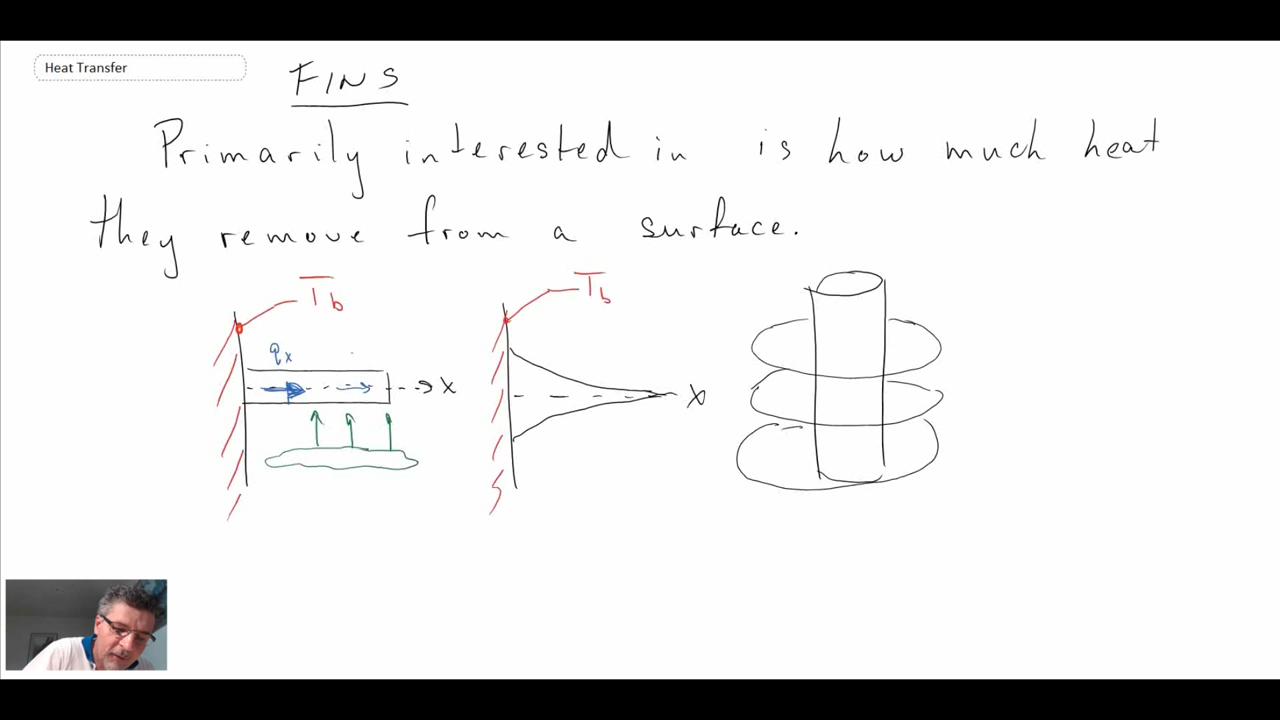 Heat Transfer
FINS
Primarily interested in is how much heat
they remove from a surface.
Tb
Tb
qx
x
x